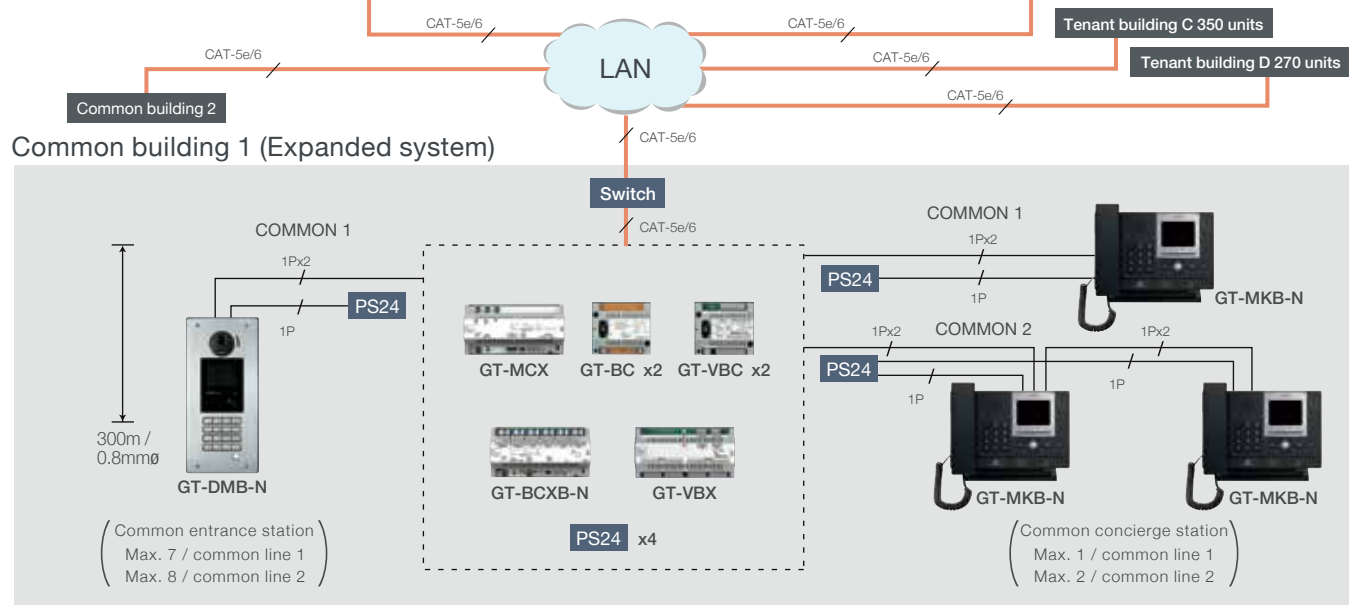 CAT-5e/6
CAT-5e/6
Tenant building C 350 units
CAT-5e/6
LAN
CAT-5e/6
Tenant building D 270 units
CAT-5e/6
Common building 2
CAT-5e/6
Common building 1 (Expanded system)
Switch
CAT-5e/6
COMMON 1
1Px2
PS24
1P
300m /
0.8mmø
GT-DMB-N
Common entrance station
Max. 7 / common line 1
Max. 8 / common line 2
GT-MCX
GT-BC x2
GT-VBC x2
GT-BCXB-N
GT-VBX
PS24 x4
COMMON 1
1Px2
PS24
1P
GT-MKB-N
COMMON 2
1Px2
1Px2
PS24
1P
1P
GT-MKB-N
GT-MKB-N
Common concierge station
Max. 1 / common line 1
Max. 2 / common line 2